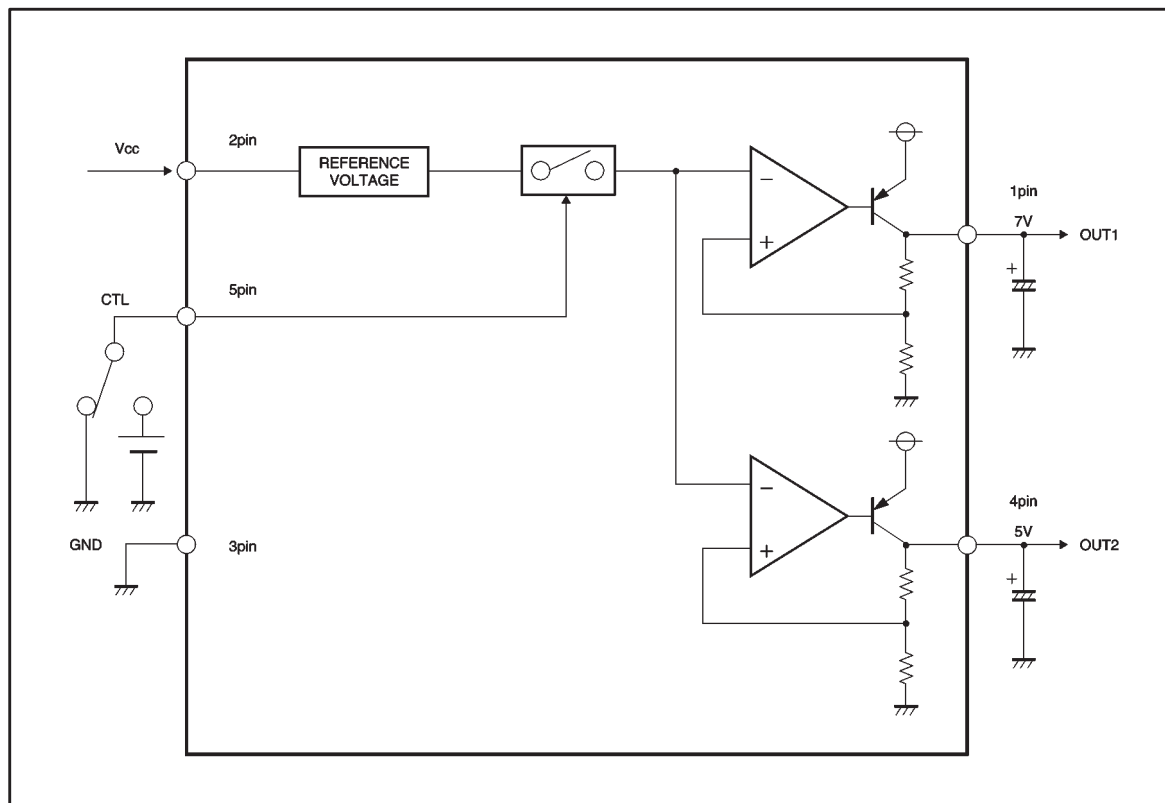 Vcc
2pin
REFERENCE
VOLTAGE
−
+
1pin
7V
OUT1
+
CTL
5pin
−
+
4pin
5V
OUT2
+
GND
3pin